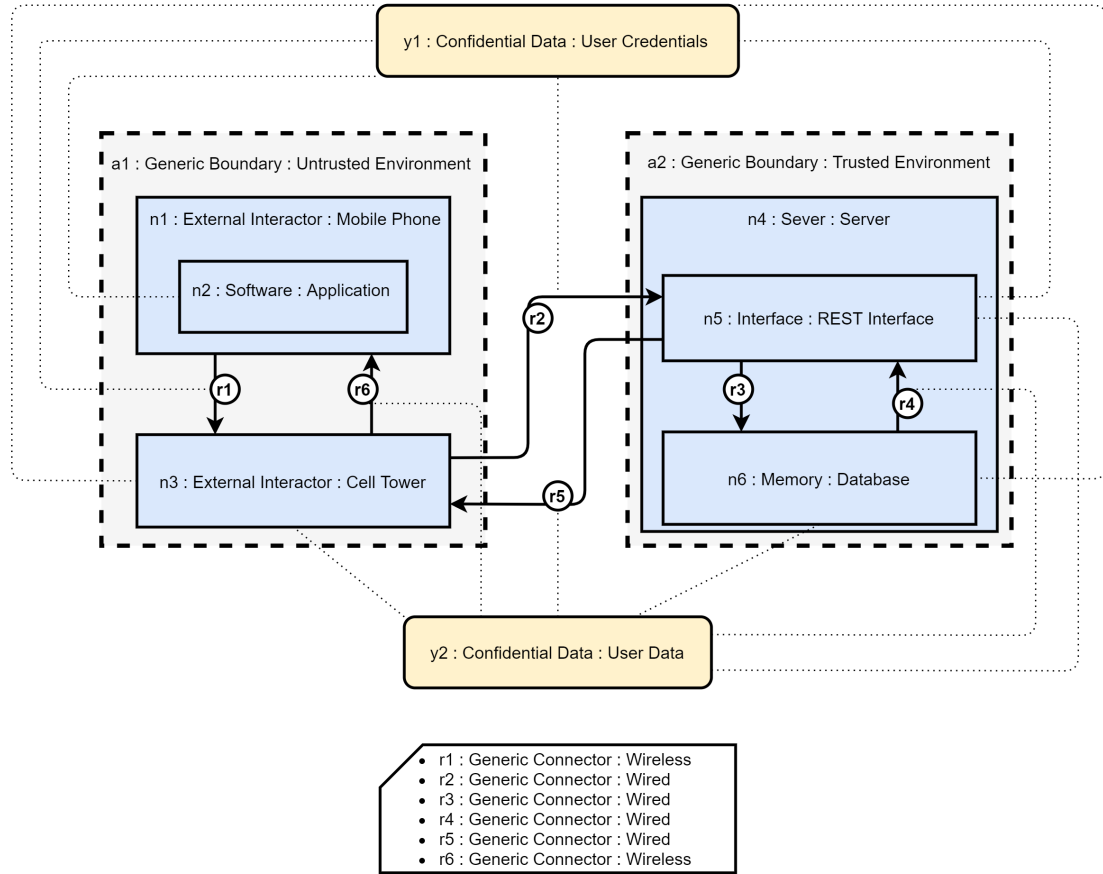 y1 : Confidential Data : User Credentials
a1 : Generic Boundary : Untrusted Environment
a2 : Generic Boundary : Trusted Environment
n1 : External Interactor : Mobile Phone
n4 : Sever : Server
n2 : Software : Application
r2
n5 : Interface : REST Interface
r1
r6
r3
r4
n3 : External Interactor : Cell Tower
r5
n6 : Memory : Database
y2 : Confidential Data : User Data
• r1 : Generic Connector : Wireless
• r2 : Generic Connector : Wired
• r3 : Generic Connector : Wired
• r4 : Generic Connector : Wired
• r5 : Generic Connector : Wired
• r6 : Generic Connector : Wireless